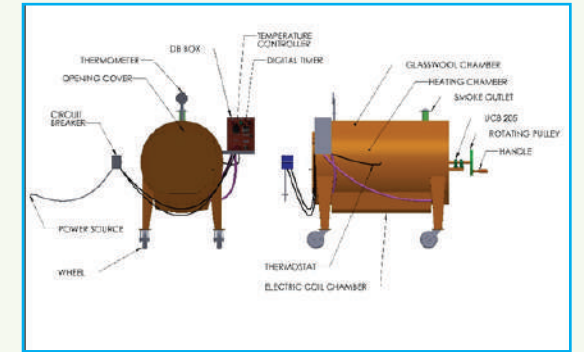 TEMPERATURE
CONTROLLER
DB BOX
DIGITAL TIMER
THERMOMETER
OPENING COVER
CIRCUIT
BREAKER
POWER SOURCE
WHEEL
GLASSWOOL CHAMBER
HEATING CHAMBER
SMOKE OUTLET
UCB 205
ROTATING PULLEY
HANDLE
THERMOSTAT
ELECTRIC COIL CHAMBER